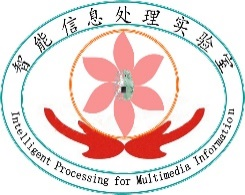 智能信息处理实验室
Intelligent Processing for Multimedia Information